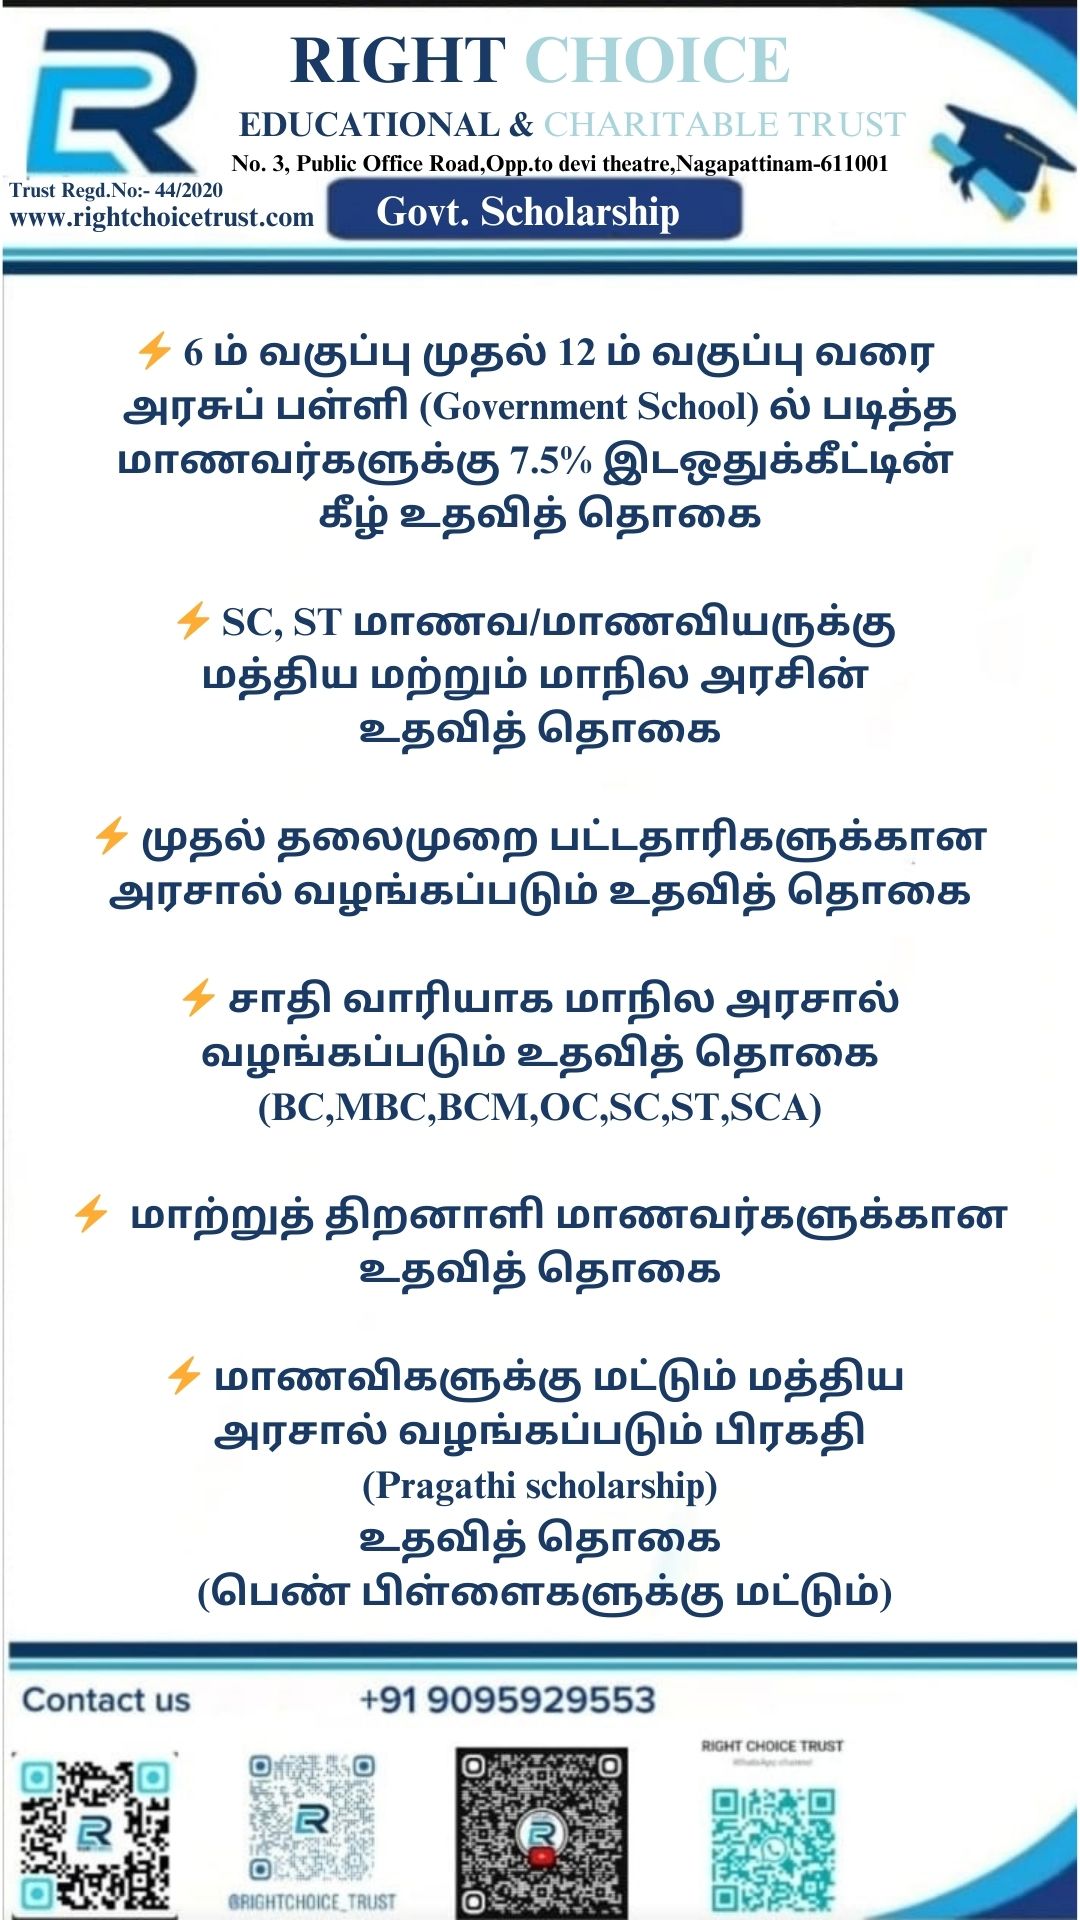 RIGHT CHOICE
EDUCATIONAL & CHARITABLE TRUST
No. 3, Public Office Road,Opp.to devi theatre,Nagapattinam-611001
Trust Regd.No:- 44/2020
www.rightchoicetrust.com
Govt. Scholarship
⚡ 6 ம் வகுப்பு முதல் 12 ம் வகுப்பு வரை
அரசுப் பள்ளி (Government School) ல் படித்த
மாணவர்களுக்கு 7.5% இடஒதுக்கீட்டின்
கீழ் உதவித் தொகை
⚡ SC, ST மாணவ/மாணவியருக்கு
மத்திய மற்றும் மாநில அரசின்
உதவித் தொகை
⚡ முதல் தலைமுறை பட்டதாரிகளுக்கான
அரசால் வழங்கப்படும் உதவித் தொகை
⚡ சாதி வாரியாக மாநில அரசால்
வழங்கப்படும் உதவித் தொகை
(BC,MBC,BCM,OC,SC,ST,SCA)
⚡ மாற்றுத் திறனாளி மாணவர்களுக்கான
உதவித் தொகை
⚡ மாணவிகளுக்கு மட்டும் மத்திய
அரசால் வழங்கப்படும் பிரகதி
(Pragathi scholarship)
உதவித் தொகை
(பெண் பிள்ளைகளுக்கு மட்டும்)
Contact us +91 9095929553
RIGHT CHOICE TRUST
WhatsApp channel
@RIGHTCHOICE_TRUST